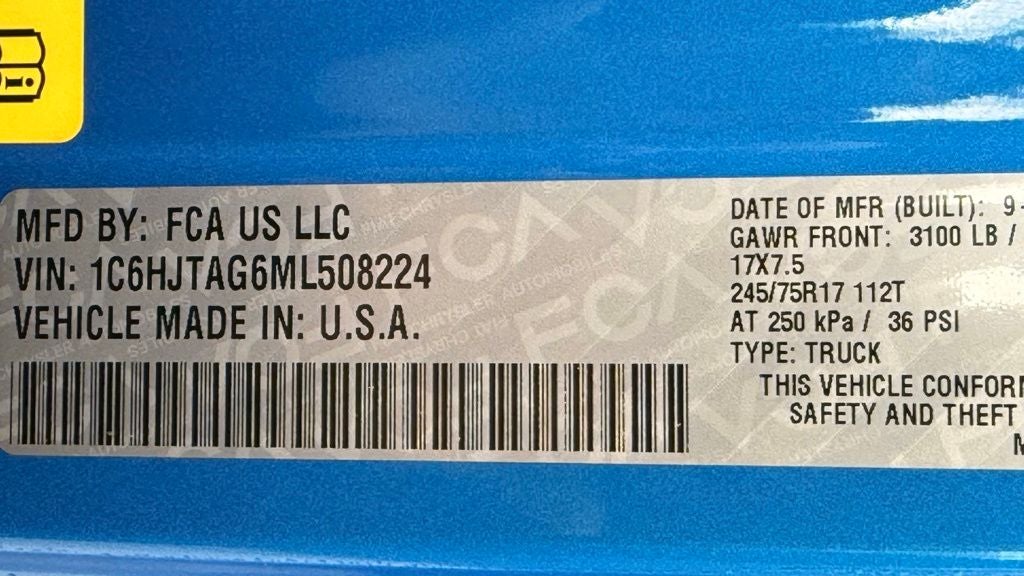 MFD BY: FCA US LLC
VIN: 1C6HJTAG6ML508224
VEHICLE MADE IN: U.S.A.
DATE OF MFR (BUILT): 9-
GAWR FRONT: 3100 LB /
17X7.5
245/75R17 112T
AT 250 kPa / 36 PSI
TYPE: TRUCK
THIS VEHICLE CONFOR
SAFETY AND THEFT